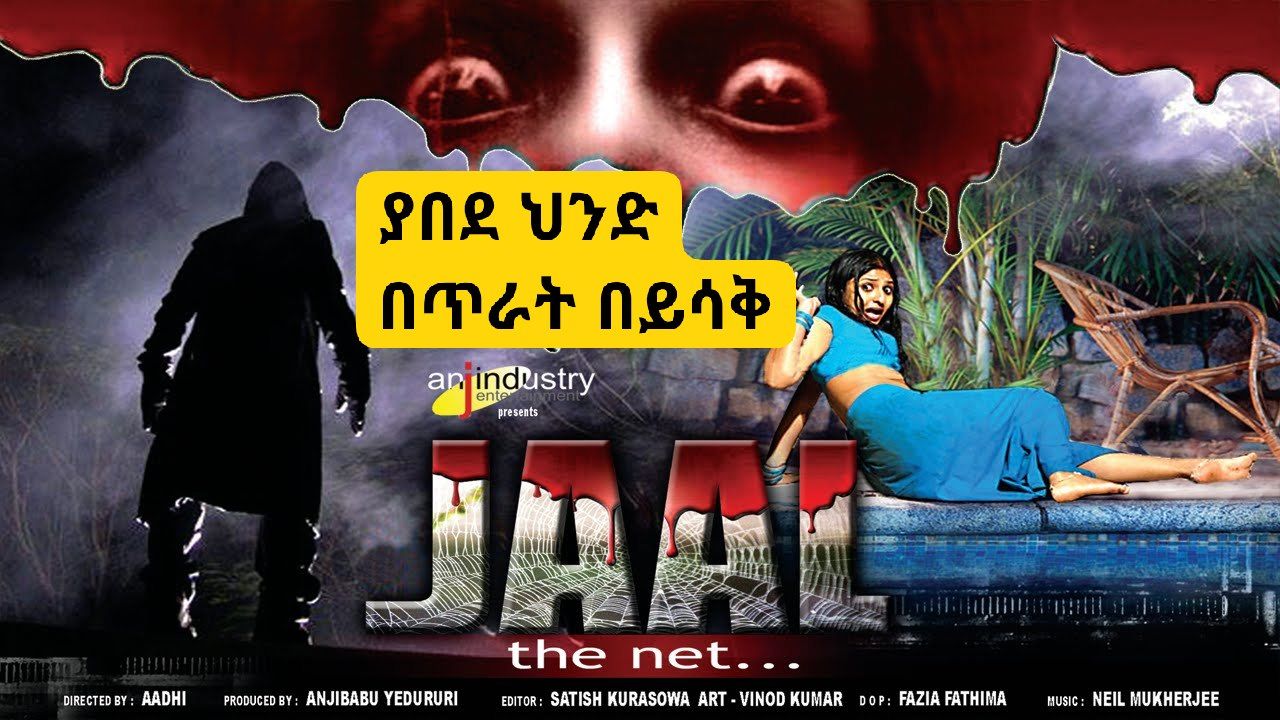 ያበደ ህንድ
በጥራት በይሳቅ
anjindustry
entertainment
presents
JAAL
the net...
DIRECTED BY : AADHI PRODUCED BY : ANJIBABU YEDURURI EDITOR : SATISH KURASOWA ART - VINOD KUMAR D O P : FAZIA FATHIMA MUSIC : NEIL MUKHERJEE